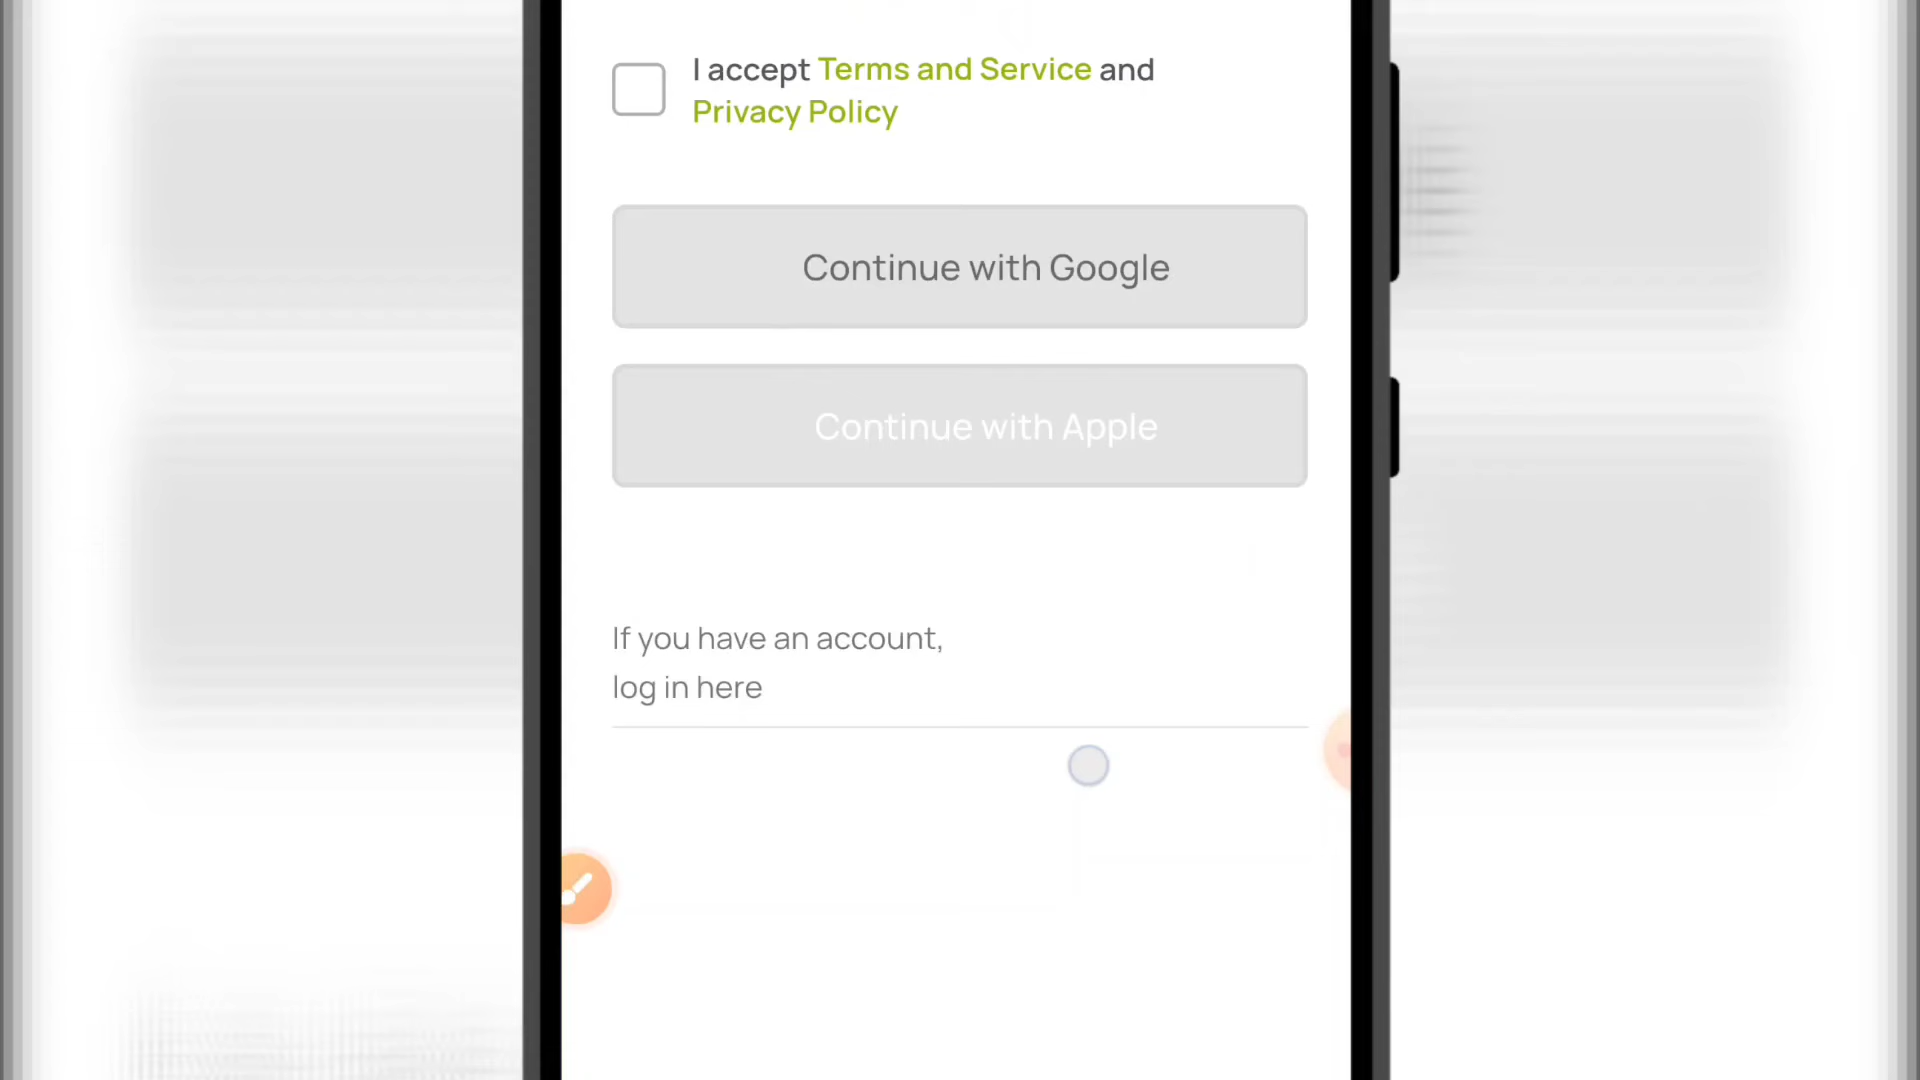 I accept Terms and Service and
Privacy Policy
Continue with Google
Continue with Apple
If you have an account,
log in here